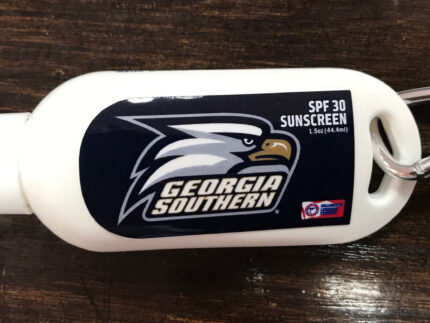 SPF 30
SUNSCREEN
1.5oz (44.4ml)
GEORGIA
SOUTHERN